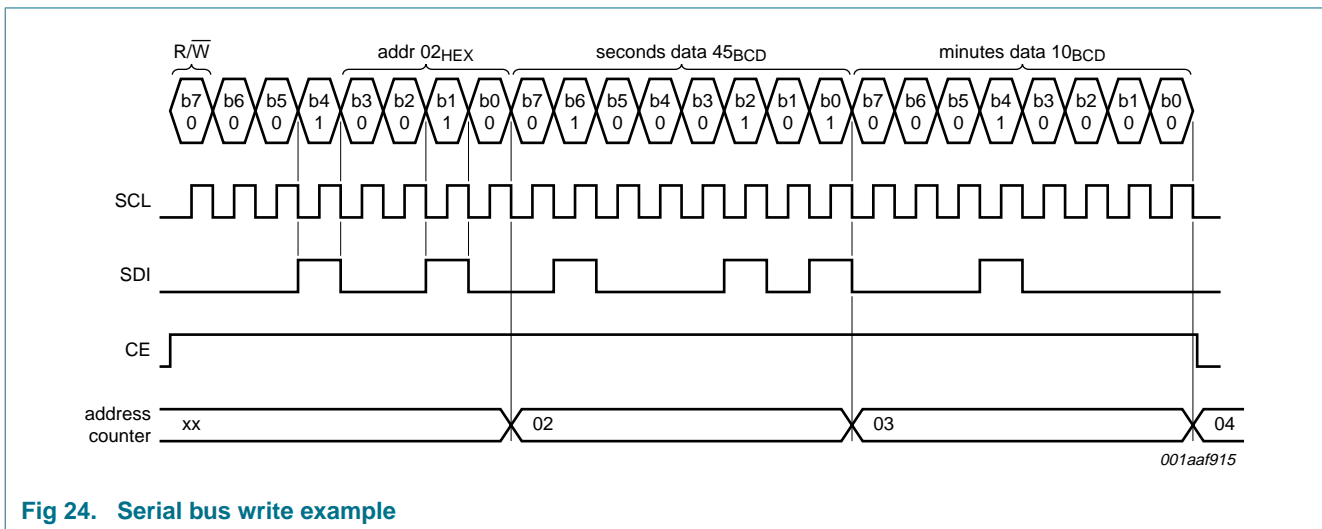 R/W addr 02HEX seconds data 45BCD minutes data 10BCD
b7 b6 b5 b4 b3 b2 b1 b0 b7 b6 b5 b4 b3 b2 b1 b0 b7 b6 b5 b4 b3 b2 b1 b0
0 0 0 1 0 0 1 0 0 1 0 0 0 1 0 1 0 0 0 1 0 0 0 0
SCL
SDI
CE
address
counter
xx 02 03 04
001aaf915
Fig 24. Serial bus write example